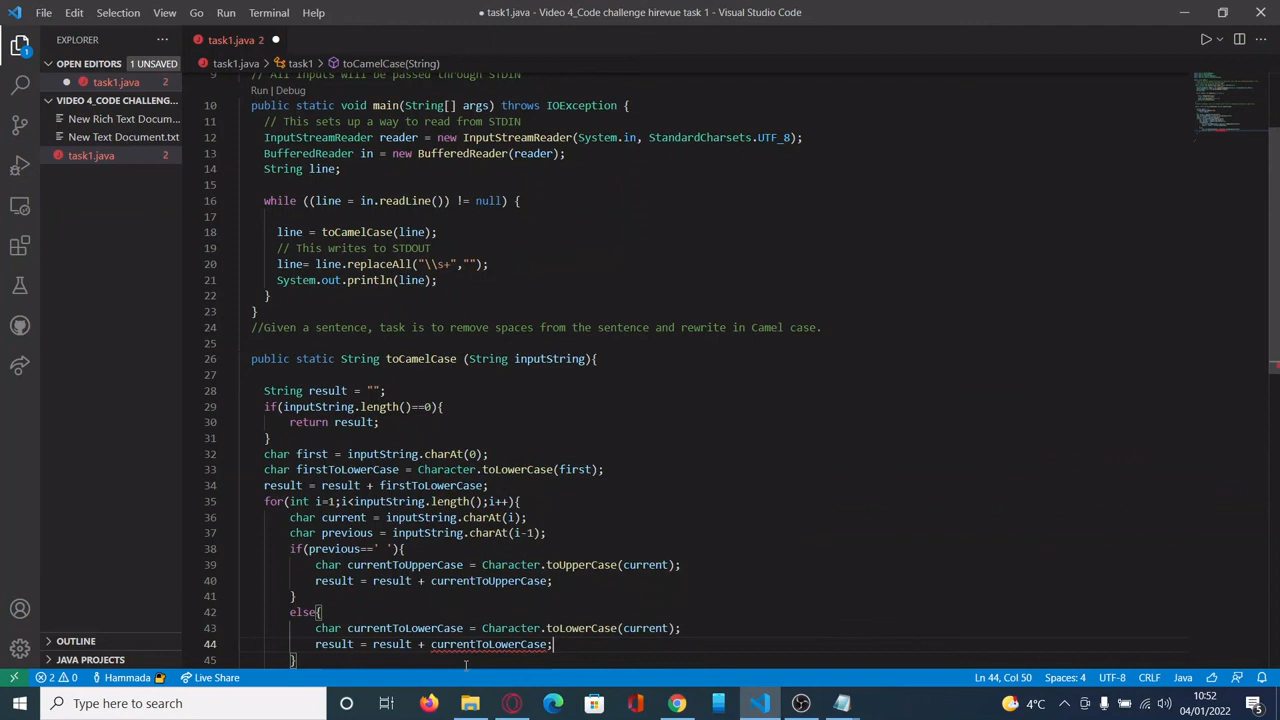 File Edit Selection View Go Run Terminal Help
task1.java - Video 4_Code challenge hirevue task 1 - Visual Studio Code
EXPLORER
task1.java 2
OPEN EDITORS 1 UNSAVED
task1.java > task1 > toCamelCase(String)
task1.java 2
VIDEO 4_CODE CHALLENG...
New Rich Text Docum...
New Text Document.txt
task1.java 2
9 // All inputs will be passed through STDIN
Run | Debug
10 public static void main(String[] args) throws IOException {
11 // This sets up a way to read from STDIN
12 InputStreamReader reader = new InputStreamReader(System.in, StandardCharsets.UTF_8);
13 BufferedReader in = new BufferedReader(reader);
14 String line;
15
16 while ((line = in.readLine()) != null) {
17
18 line = toCamelCase(line);
19 // This writes to STDOUT
20 line= line.replaceAll("\\s+","");
21 System.out.println(line);
22 }
23 }
24 //Given a sentence, task is to remove spaces from the sentence and rewrite in Camel case.
25
26 public static String toCamelCase (String inputString){
27
28 String result = "";
29 if(inputString.length()==0){
30 return result;
31 }
32 char first = inputString.charAt(0);
33 char firstToLowerCase = Character.toLowerCase(first);
34 result = result + firstToLowerCase;
35 for(int i=1;i<inputString.length();i++){
36 char current = inputString.charAt(i);
37 char previous = inputString.charAt(i-1);
38 if(previous==' '){
39 char currentToUpperCase = Character.toUpperCase(current);
40 result = result + currentToUpperCase;
41 }
42 else{
43 char currentToLowerCase = Character.toLowerCase(current);
44 result = result + currentToLowerCase;
45 }
OUTLINE
JAVA PROJECTS
2 0 Hammada Live Share
Ln 44, Col 50 Spaces: 4 UTF-8 CRLF Java
Type here to search
4°C
10:52
04/01/2022
5